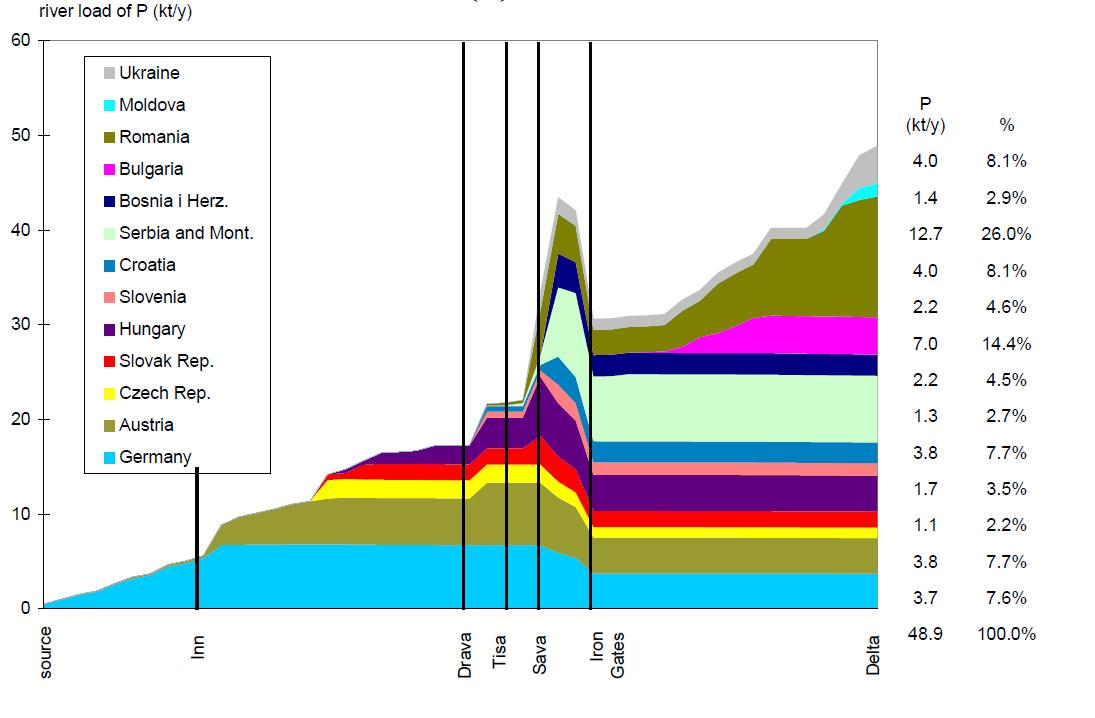 river load of P (kt/y)
60
50
40
30
20
10
0
Ukraine
Moldova
Romania
Bulgaria
Bosnia i Herz.
Serbia and Mont.
Croatia
Slovenia
Hungary
Slovak Rep.
Czech Rep.
Austria
Germany
source
Inn
Drava
Tisa
Sava
Iron
Gates
Delta
P
(kt/y) %
4.0 8.1%
1.4 2.9%
12.7 26.0%
4.0 8.1%
2.2 4.6%
7.0 14.4%
2.2 4.5%
1.3 2.7%
3.8 7.7%
1.7 3.5%
1.1 2.2%
3.8 7.7%
3.7 7.6%
48.9 100.0%